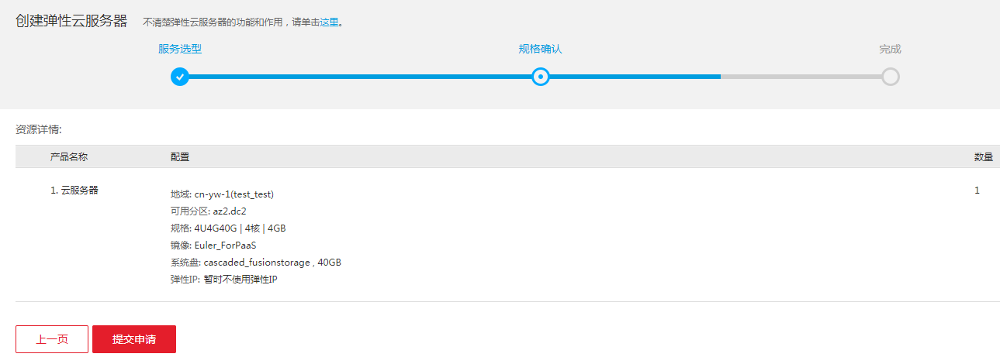 创建弹性云服务器 不清楚弹性云服务器的功能和作用，请单击这里。
服务选型 规格确认 完成
资源详情:
产品名称 配置 数量
1. 云服务器 1
地域: cn-yw-1(test_test)
可用分区: az2.dc2
规格: 4U4G40G | 4核 | 4GB
镜像: Euler_ForPaaS
系统盘: cascaded_fusionstorage , 40GB
弹性IP: 暂时不使用弹性IP
上一页 提交申请